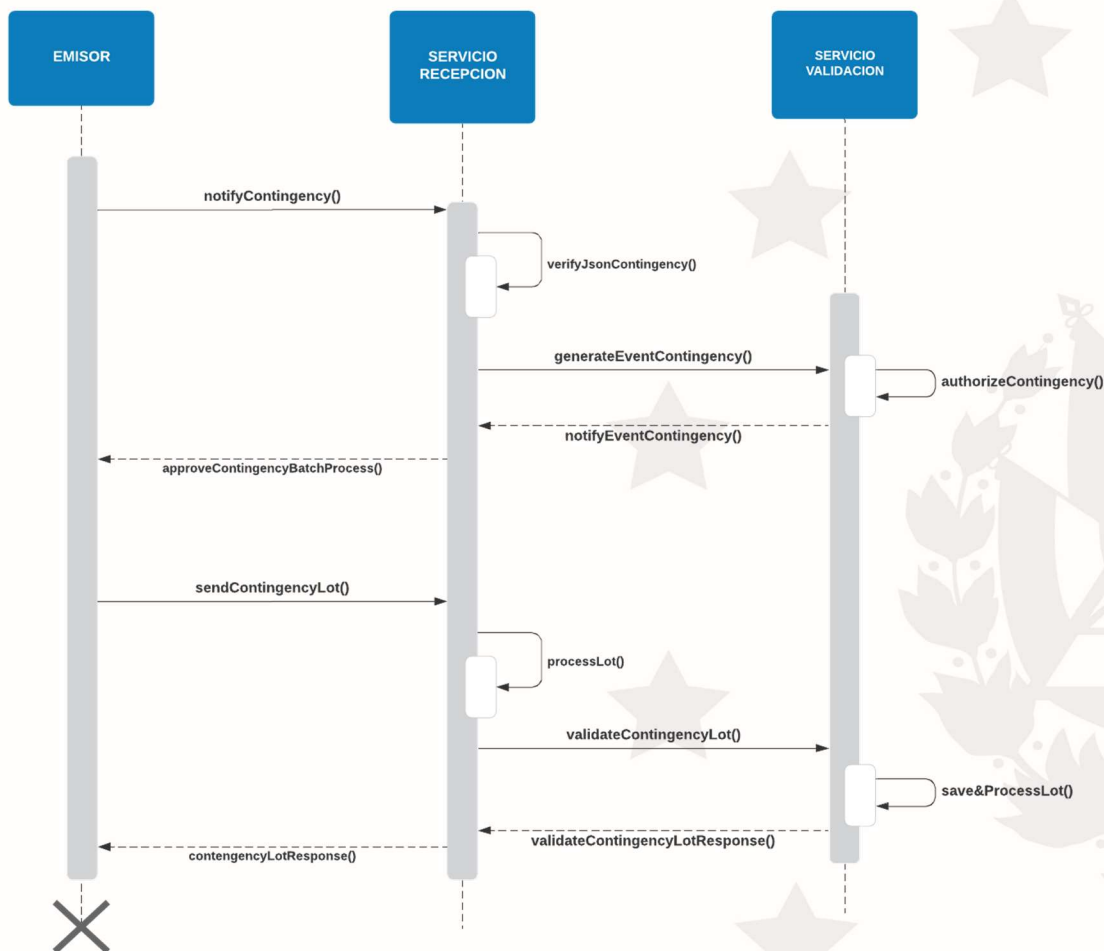 EMISOR
SERVICIO
RECEPCION
SERVICIO
VALIDACION
notifyContingency()
verifyJsonContingency()
generateEventContingency()
authorizeContingency()
notifyEventContingency()
approveContingencyBatchProcess()
sendContingencyLot()
processLot()
validateContingencyLot()
save&ProcessLot()
validateContingencyLotResponse()
contengencyLotResponse()